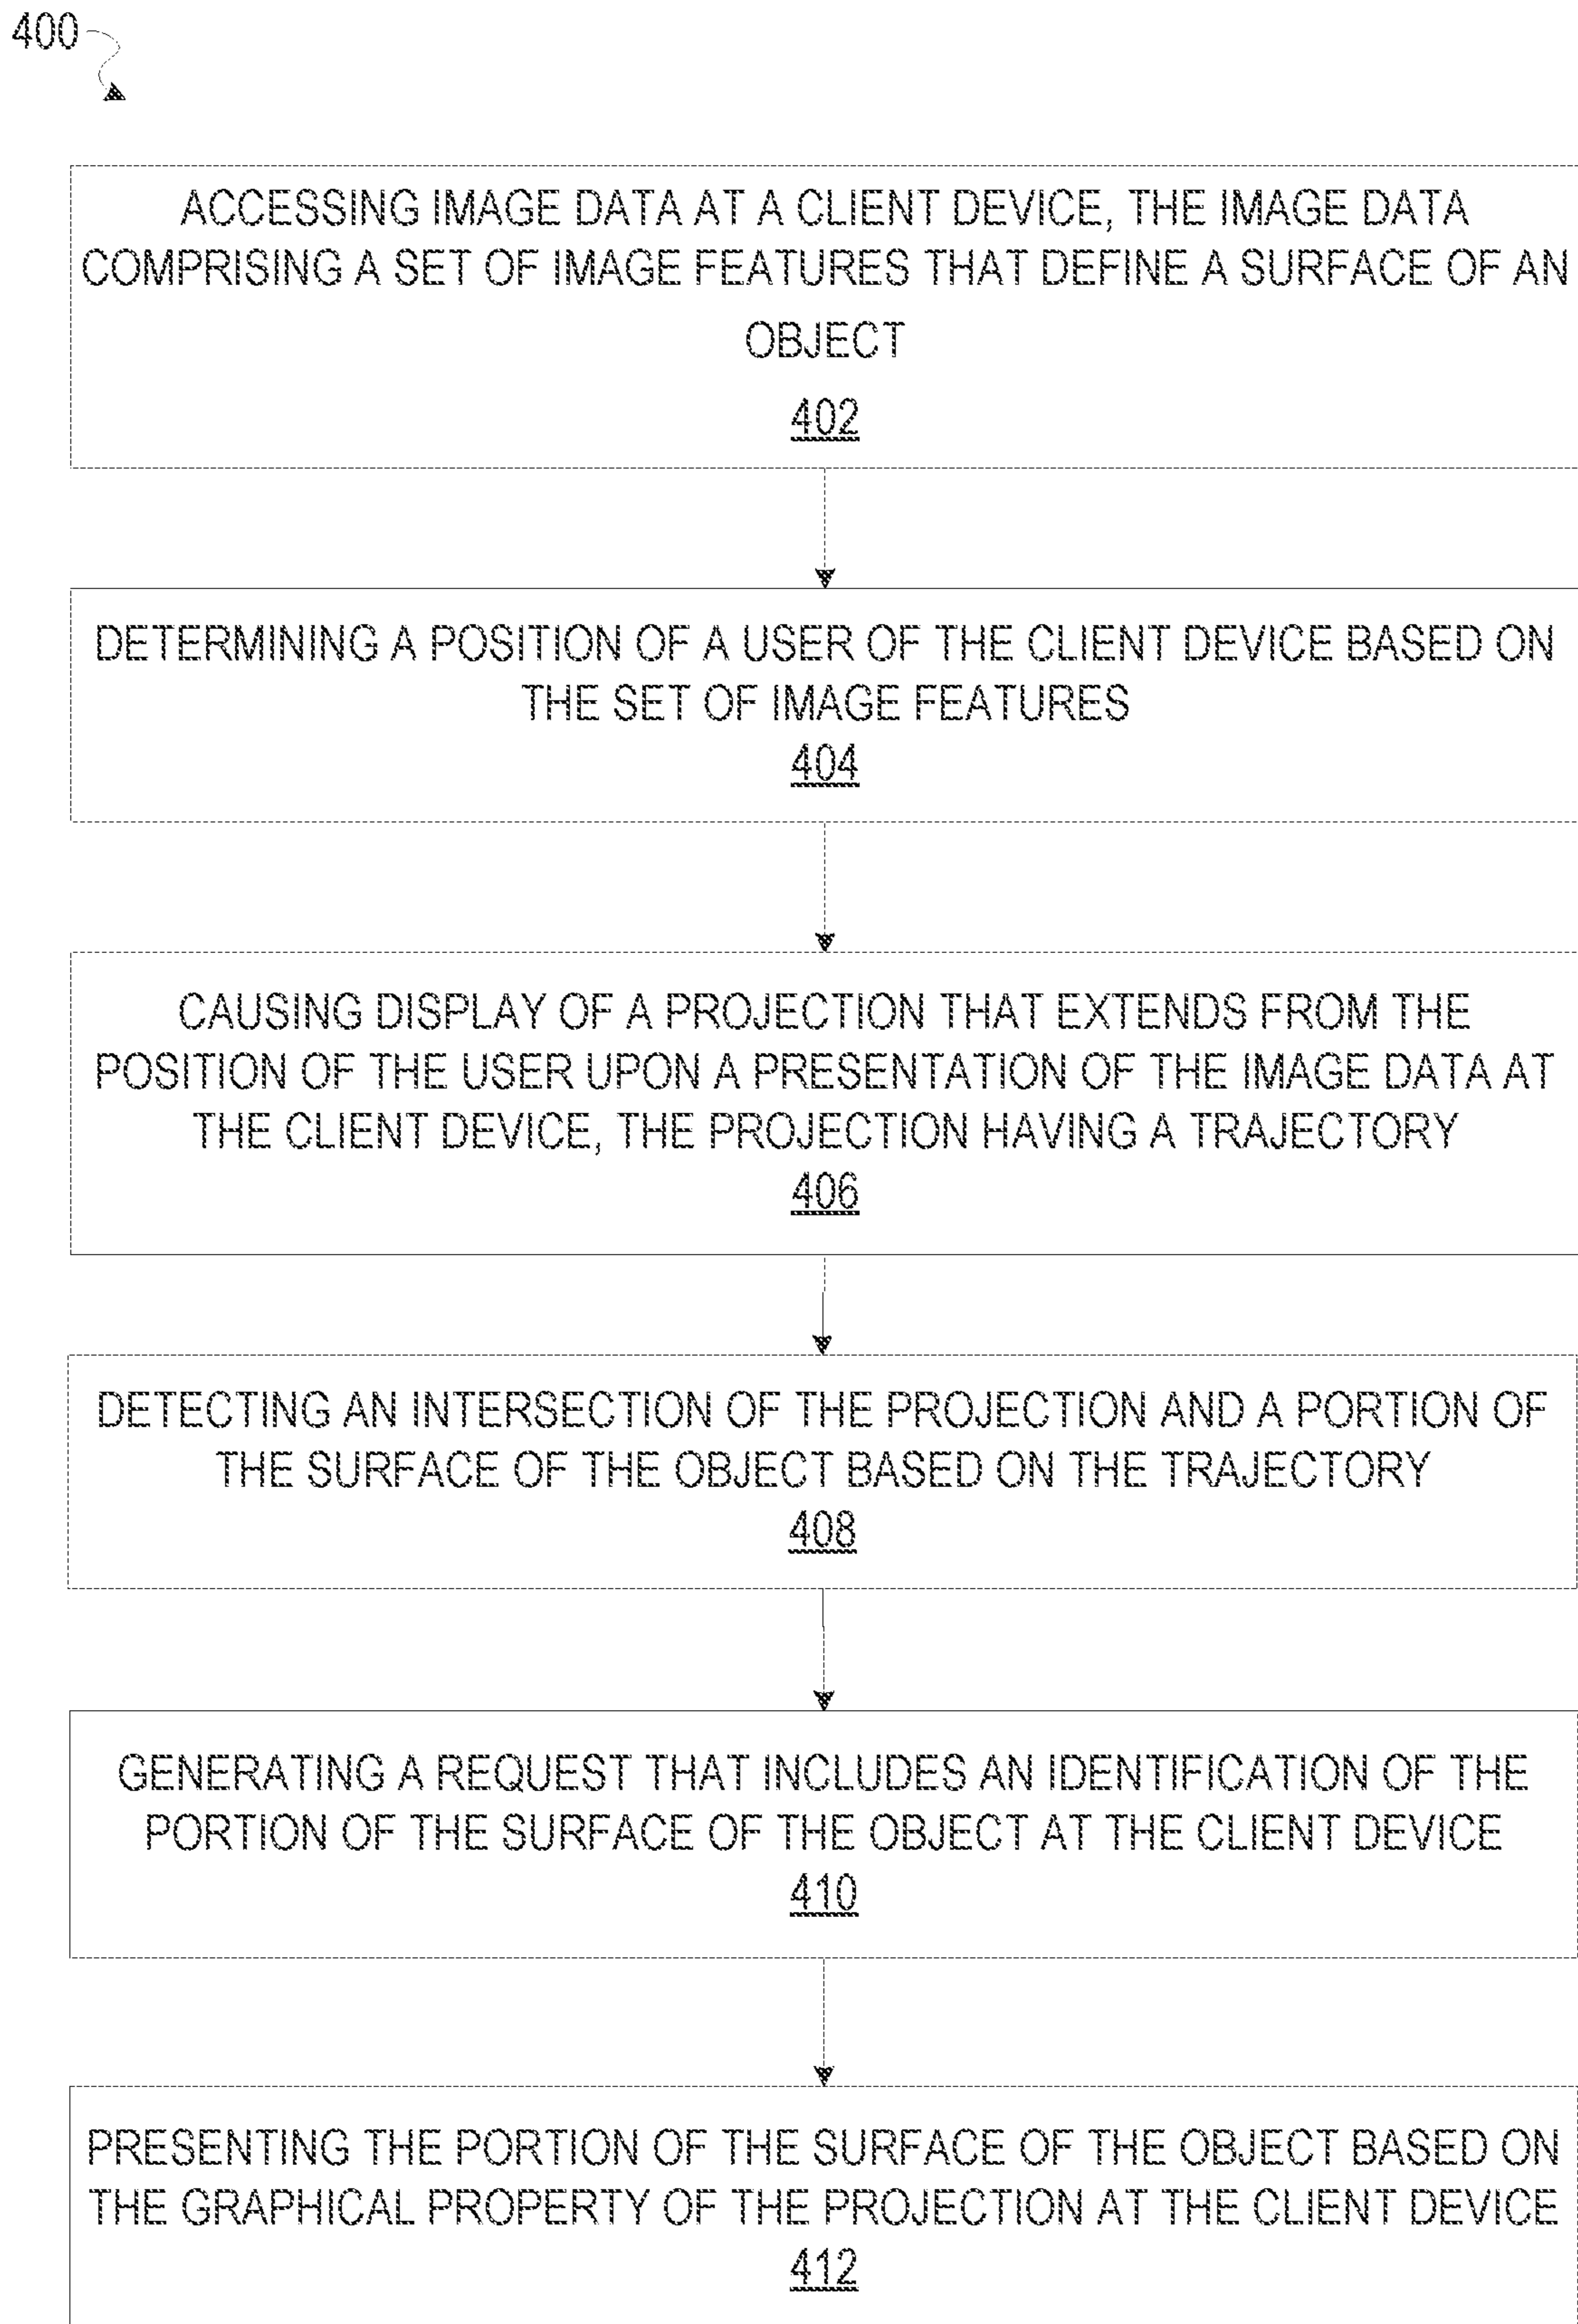 400
ACCESSING IMAGE DATA AT A CLIENT DEVICE, THE IMAGE DATA
COMPRISING A SET OF IMAGE FEATURES THAT DEFINE A SURFACE OF AN
OBJECT
402
DETERMINING A POSITION OF A USER OF THE CLIENT DEVICE BASED ON
THE SET OF IMAGE FEATURES
404
CAUSING DISPLAY OF A PROJECTION THAT EXTENDS FROM THE
POSITION OF THE USER UPON A PRESENTATION OF THE IMAGE DATA AT
THE CLIENT DEVICE, THE PROJECTION HAVING A TRAJECTORY
406
DETECTING AN INTERSECTION OF THE PROJECTION AND A PORTION OF
THE SURFACE OF THE OBJECT BASED ON THE TRAJECTORY
408
GENERATING A REQUEST THAT INCLUDES AN IDENTIFICATION OF THE
PORTION OF THE SURFACE OF THE OBJECT AT THE CLIENT DEVICE
410
PRESENTING THE PORTION OF THE SURFACE OF THE OBJECT BASED ON
THE GRAPHICAL PROPERTY OF THE PROJECTION AT THE CLIENT DEVICE
412